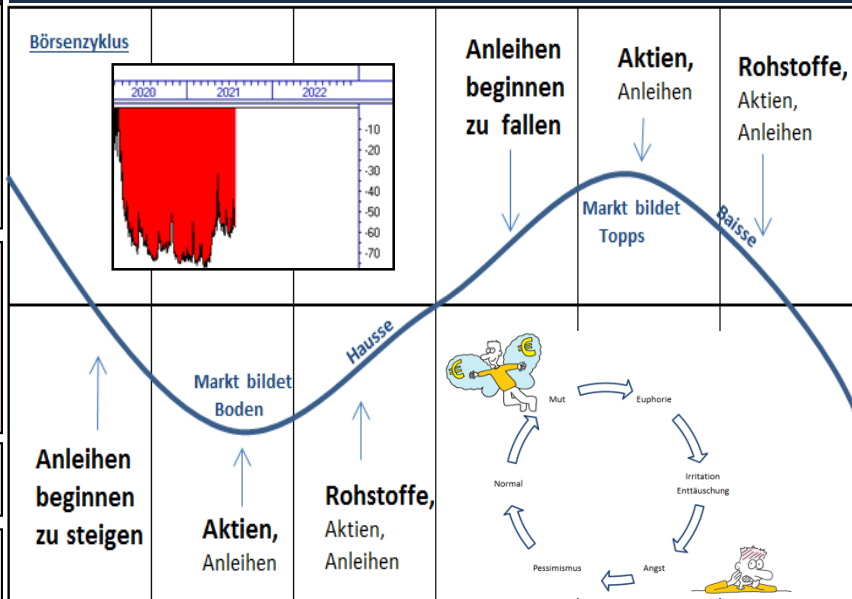 Börsenzyklus
2020 2021 2022
-10
-20
-30
-40
-50
-60
-70
Anleihen
beginnen
zu fallen
Aktien,
Anleihen
Rohstoffe,
Aktien,
Anleihen
Markt bildet
Topps
Baisse
Hausse
Markt bildet
Boden
Anleihen
beginnen
zu steigen
Aktien,
Anleihen
Rohstoffe,
Aktien,
Anleihen
€ €
Mut
Euphorie
Irritation
Enttäuschung
Angst
Pessimismus
Normal